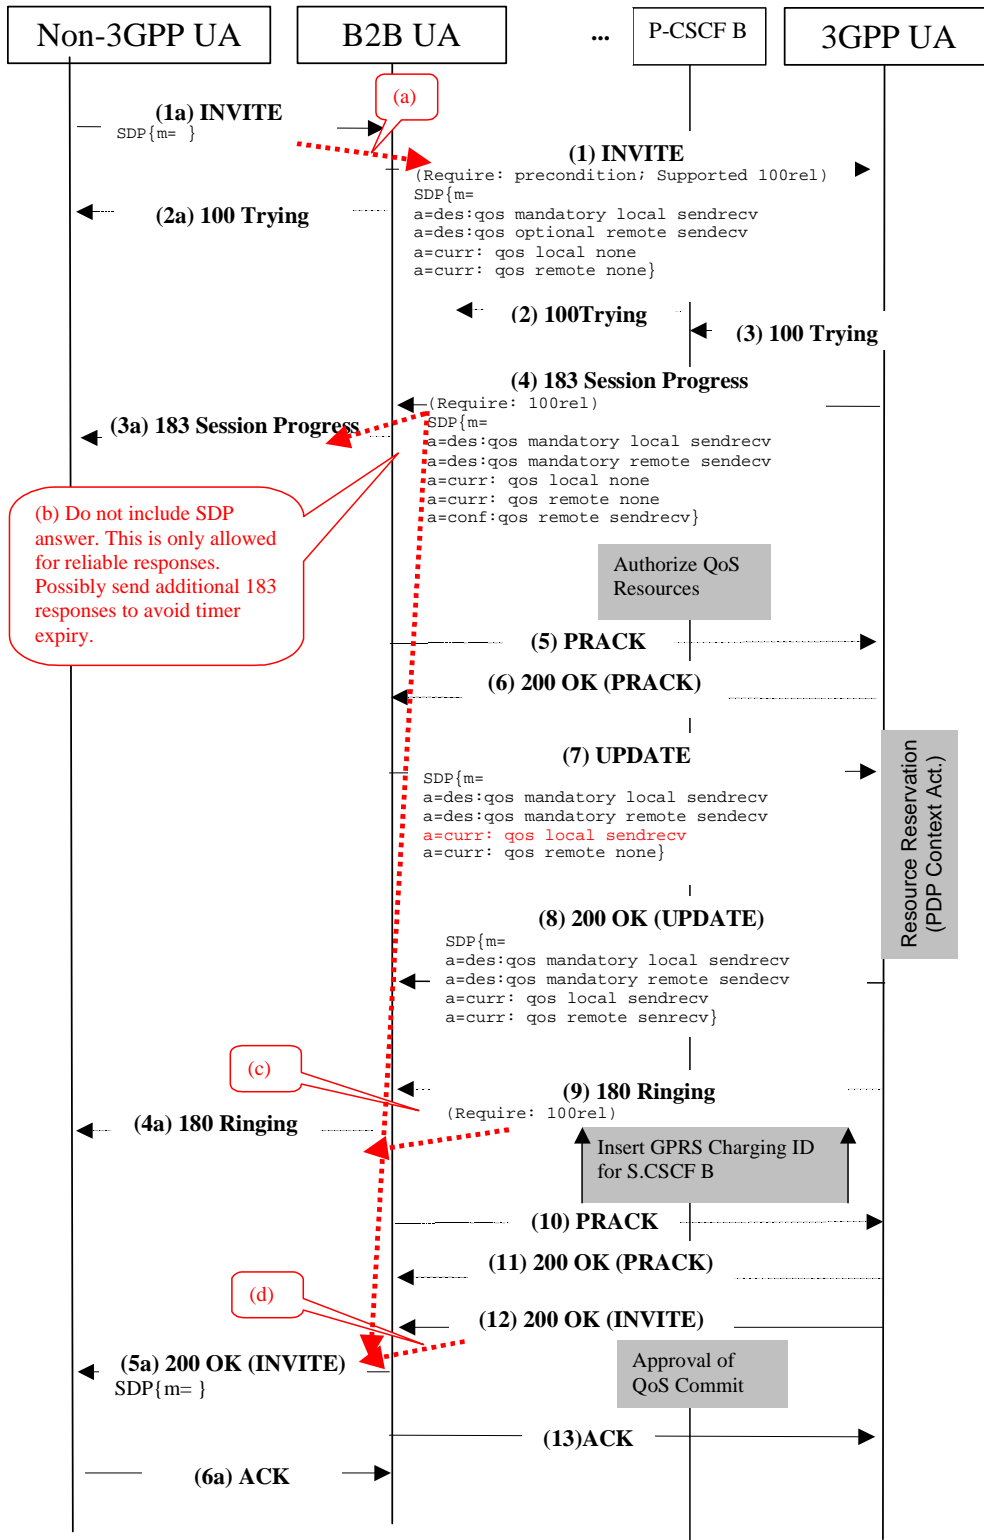 Non-3GPP UA
B2B UA
...
P-CSCF B
3GPP UA
(a)
(1a) INVITE
SDP{m= }
(1) INVITE
(Require: precondition; Supported 100rel)
SDP{m=
a=des:qos mandatory local sendrecv
a=des:qos optional remote sendecv
a=curr: qos local none
a=curr: qos remote none}
(2a) 100 Trying
(2) 100Trying
(3) 100 Trying
(4) 183 Session Progress
(Require: 100rel)
SDP{m=
a=des:qos mandatory local sendrecv
a=des:qos mandatory remote sendecv
a=curr: qos local none
a=curr: qos remote none
a=conf:qos remote sendrecv}
(3a) 183 Session Progress
(b) Do not include SDP
answer. This is only allowed
for reliable responses.
Possibly send additional 183
responses to avoid timer
expiry.
Authorize QoS
Resources
(5) PRACK
(6) 200 OK (PRACK)
(7) UPDATE
SDP{m=
a=des:qos mandatory local sendrecv
a=des:qos mandatory remote sendecv
a=curr: qos local sendrecv
a=curr: qos remote none}
Resource Reservation
(PDP Context Act.)
(8) 200 OK (UPDATE)
SDP{m=
a=des:qos mandatory local sendrecv
a=des:qos mandatory remote sendecv
a=curr: qos local sendrecv
a=curr: qos remote senrecv}
(c)
(9) 180 Ringing
(Require: 100rel)
(4a) 180 Ringing
Insert GPRS Charging ID
for S.CSCF B
(10) PRACK
(11) 200 OK (PRACK)
(d)
(12) 200 OK (INVITE)
(5a) 200 OK (INVITE)
SDP{m= }
Approval of
QoS Commit
(13)ACK
(6a) ACK